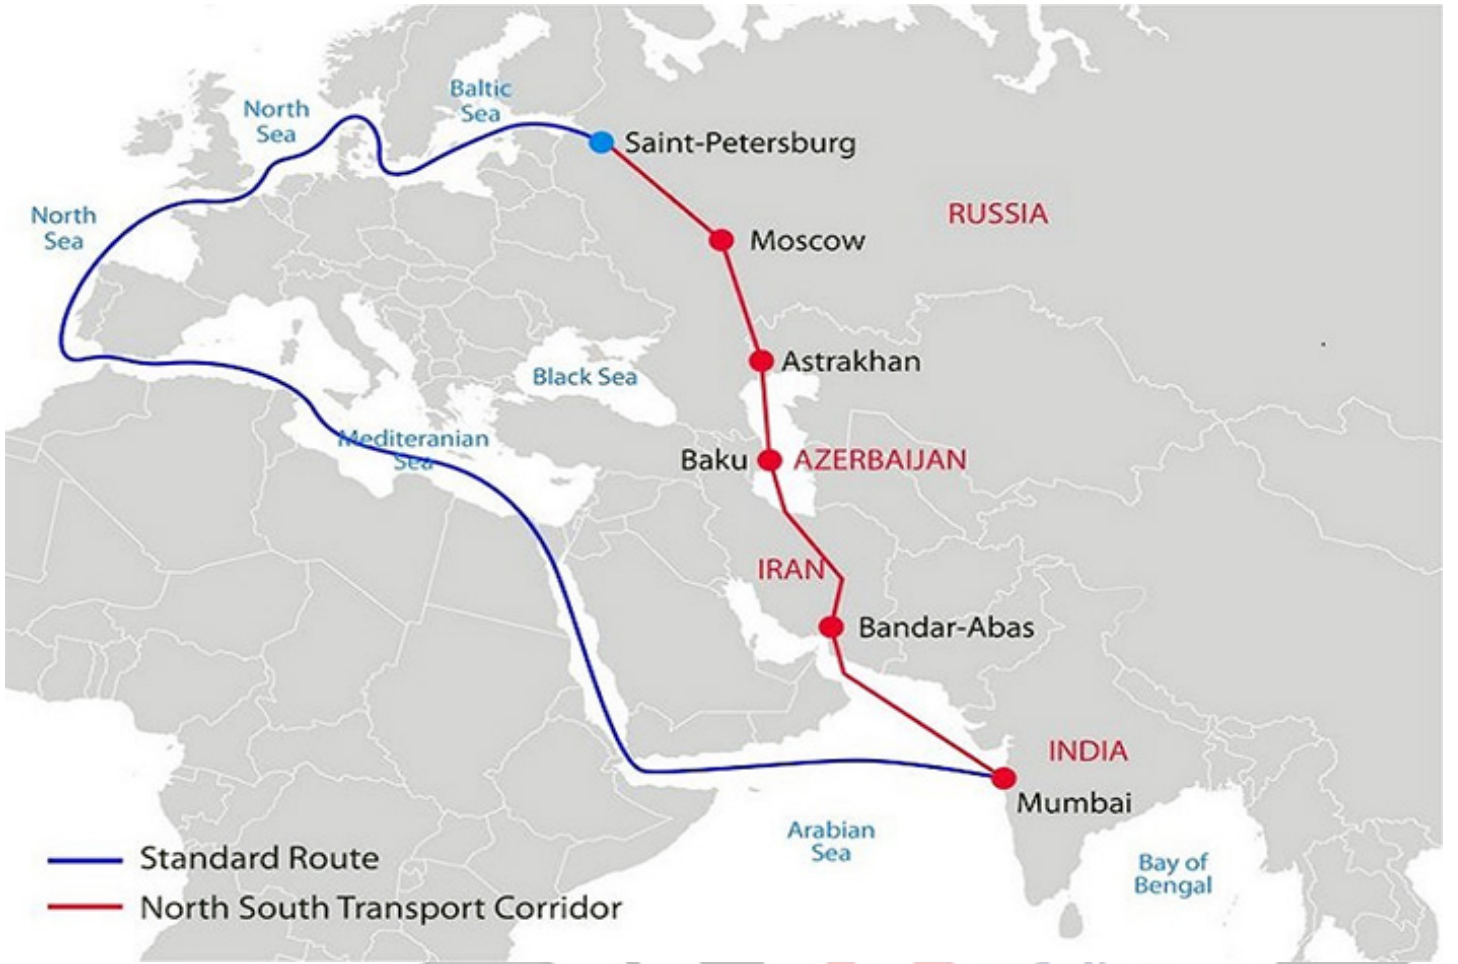 Baltic
Sea
North
Sea
Saint-Petersburg
North
Sea
RUSSIA
Moscow
Astrakhan
Black Sea
Mediteranian
Sea
Baku
AZERBAIJAN
IRAN
Bandar-Abas
INDIA
Mumbai
Arabian
Sea
Bay of
Bengal
Standard Route
North South Transport Corridor